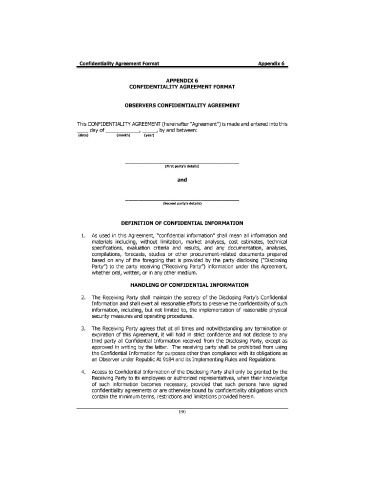 Confidentiality Agreement Format Appendix 6
APPENDIX 6
CONFIDENTIALITY AGREEMENT FORMAT
OBSERVERS CONFIDENTIALITY AGREEMENT
This CONFIDENTIALITY AGREEMENT (hereinafter "Agreement") is made and entered into this
____ day of ____________, _____, by and between:
(date) (month) (year)
(First party's details)
and
(Second party's details)
DEFINITION OF CONFIDENTIAL INFORMATION
1. As used in this Agreement, "confidential information" shall mean all information and
materials including, without limitation, market analyses, cost estimates, technical
specifications, evaluation criteria and results, and any documentation, analyses,
compilations, forecasts, studies or other procurement-related documents prepared
based on any of the foregoing that is provided by the party disclosing ("Disclosing
Party") to the party receiving ("Receiving Party") information under this Agreement,
whether oral, written, or in any other medium.
HANDLING OF CONFIDENTIAL INFORMATION
2. The Receiving Party shall maintain the secrecy of the Disclosing Party's Confidential
Information and shall exert all reasonable efforts to preserve the confidentiality of such
information, including, but not limited to, the implementation of reasonable physical
security measures and operating procedures.
3. The Receiving Party agrees that at all times and notwithstanding any termination or
expiration of this Agreement, it will hold in strict confidence and not disclose to any
third party all Confidential Information received from the Disclosing Party, except as
approved in writing by the latter. The receiving party shall be prohibited from using
the Confidential Information for purposes other than compliance with its obligations as
an Observer under Republic At 9184 and its Implementing Rules and Regulations.
4. Access to Confidential Information of the Disclosing Party shall only be granted by the
Receiving Party to its employees or authorized representatives, when their knowledge
of such information becomes necessary, provided that such persons have signed
confidentiality agreements or are otherwise bound by confidentiality obligations which
contain the minimum terms, restrictions and limitations provided herein.